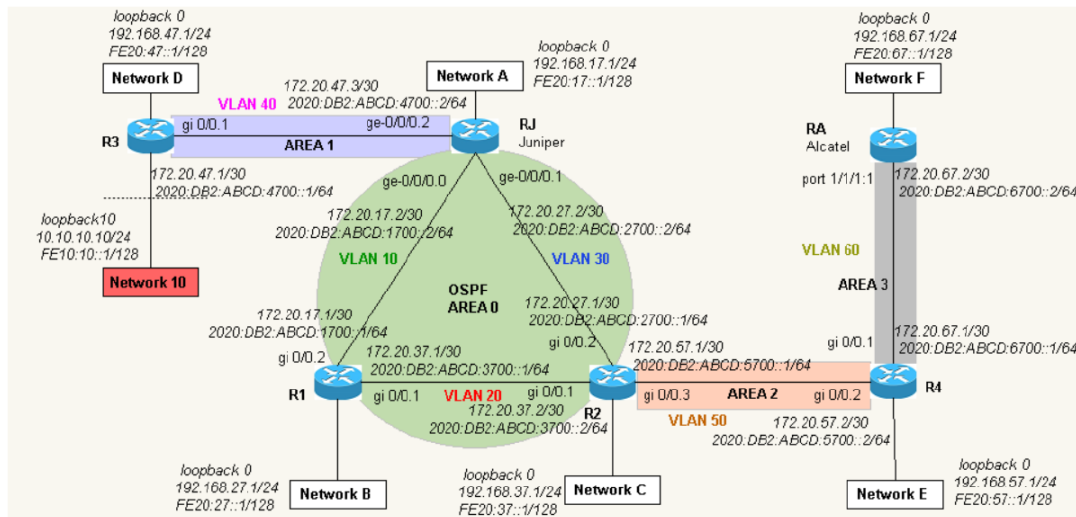 loopback 0
192.168.47.1/24
FE20:47::1/128
Network D
loopback 0
192.168.17.1/24
FE20:17::1/128
Network A
loopback 0
192.168.67.1/24
FE20:67::1/128
Network F
172.20.47.3/30
2020:DB2:ABCD:4700::2/64
VLAN 40
gi 0/0.1
ge-0/0/0.2
AREA 1
R3
RJ
Juniper
RA
Alcatel
172.20.47.1/30
2020:DB2:ABCD:4700::1/64
ge-0/0/0.0
ge-0/0/0.1
port 1/1/1:1
172.20.67.2/30
2020:DB2:ABCD:6700::2/64
loopback10
10.10.10.10/24
FE10:10::1/128
Network 10
172.20.17.2/30
2020:DB2:ABCD:1700::2/64
172.20.27.2/30
2020:DB2:ABCD:2700::2/64
VLAN 10
VLAN 30
VLAN 60
OSPF
AREA 0
AREA 3
172.20.17.1/30
2020:DB2:ABCD:1700::1/64
172.20.27.1/30
2020:DB2:ABCD:2700::1/64
172.20.67.1/30
2020:DB2:ABCD:6700::1/64
gi 0/0.2
gi 0/0.2
gi 0/0.1
172.20.37.1/30
2020:DB2:ABCD:3700::1/64
172.20.57.1/30
2020:DB2:ABCD:5700::1/64
R1
gi 0/0.1
VLAN 20
gi 0/0.1
R2
gi 0/0.3
AREA 2
gi 0/0.2
R4
172.20.37.2/30
2020:DB2:ABCD:3700::2/64
VLAN 50
172.20.57.2/30
2020:DB2:ABCD:5700::2/64
loopback 0
192.168.27.1/24
FE20:27::1/128
Network B
loopback 0
192.168.37.1/24
FE20:37::1/128
Network C
loopback 0
192.168.57.1/24
FE20:57::1/128
Network E